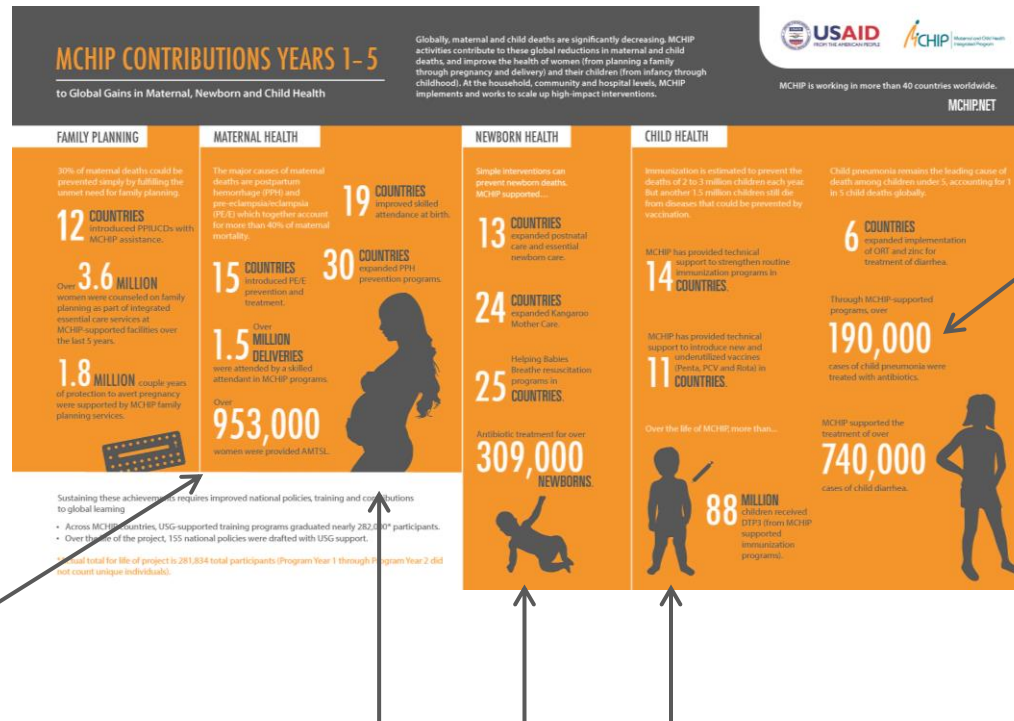 MCHIP CONTRIBUTIONS YEARS 1–5
to Global Gains in Maternal, Newborn and Child Health
Globally, maternal and child deaths are significantly decreasing. MCHIP
activities contribute to these global reductions in maternal and child
deaths, and improve the health of women (from planning a family
through pregnancy and delivery) and their children (from infancy through
childhood). At the household, community and hospital levels, MCHIP
implements and works to scale up high-impact interventions.
USAID
FROM THE AMERICAN PEOPLE
MCHIP
Maternal and Child Health
Integrated Program
MCHIP is working in more than 40 countries worldwide.
MCHIP.NET
FAMILY PLANNING
30% of maternal deaths could be
prevented simply by fulfilling the
unmet need for family planning.
12 COUNTRIES
introduced PPIUCDs with
MCHIP assistance.
Over 3.6 MILLION
women were counseled on family
planning as part of integrated
essential care services at
MCHIP-supported facilities over
the last 5 years.
1.8 MILLION couple years
of protection to avert pregnancy
were supported by MCHIP family
planning services.
MATERNAL HEALTH
The major causes of maternal
deaths are postpartum
hemorrhage (PPH) and
pre-eclampsia/eclampsia
(PE/E) which together account
for more than 40% of maternal
mortality.
19 COUNTRIES
improved skilled
attendance at birth.
15 COUNTRIES
introduced PE/E
prevention and
treatment.
30 COUNTRIES
expanded PPH
prevention programs.
Over
1.5 MILLION
DELIVERIES
were attended by a skilled
attendant in MCHIP programs.
Over
953,000
women were provided AMTSL.
NEWBORN HEALTH
Simple interventions can
prevent newborn deaths.
MCHIP supported...
13 COUNTRIES
expanded postnatal
care and essential
newborn care.
24 COUNTRIES
expanded Kangaroo
Mother Care.
Helping Babies
Breathe resuscitation
programs in
25 COUNTRIES.
Antibiotic treatment for over
309,000
NEWBORNS.
CHILD HEALTH
Immunization is estimated to prevent the
deaths of 2 to 3 million children each year.
But another 1.5 million children still die
from diseases that could be prevented by
vaccination.
MCHIP has provided technical
support to strengthen routine
immunization programs in
14 COUNTRIES.
MCHIP has provided technical
support to introduce new and
underutilized vaccines
(Penta, PCV and Rota) in
11 COUNTRIES.
Over the life of MCHIP, more than...
88 MILLION
children received
DTP3 (from MCHIP
supported
immunization
programs).
Child pneumonia remains the leading cause of
death among children under 5, accounting for 1
in 5 child deaths globally.
6 COUNTRIES
expanded implementation
of ORT and zinc for
treatment of diarrhea.
Through MCHIP-supported
programs, over
190,000
cases of child pneumonia were
treated with antibiotics.
MCHIP supported the
treatment of over
740,000
cases of child diarrhea.
Sustaining these achievements requires improved national policies, training and contributions
to global learning
• Across MCHIP countries, USG-supported training programs graduated nearly 282,000* participants.
• Over the life of the project, 155 national policies were drafted with USG support.
*Actual total for life of project is 281,834 total participants (Program Year 1 through Program Year 2 did
not count unique individuals).